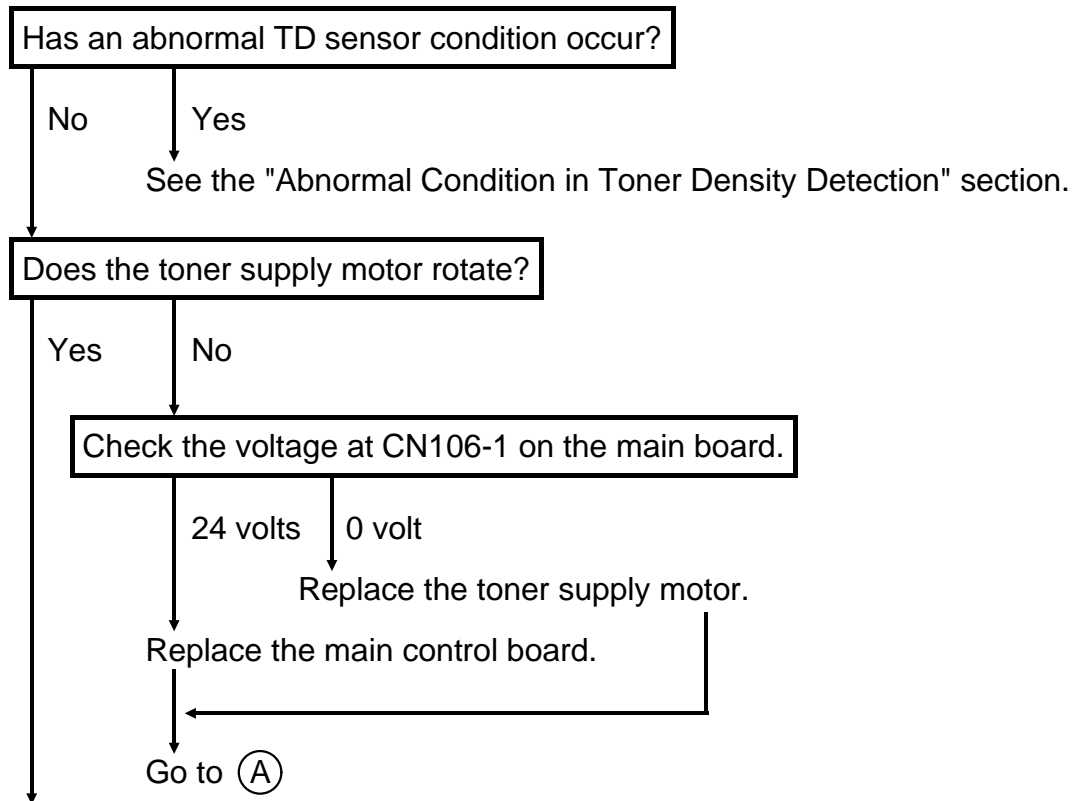 Has an abnormal TD sensor condition occur?
No
Yes
See the "Abnormal Condition in Toner Density Detection" section.
Does the toner supply motor rotate?
Yes
No
Check the voltage at CN106-1 on the main board.
24 volts
0 volt
Replace the toner supply motor.
Replace the main control board.
Go to A